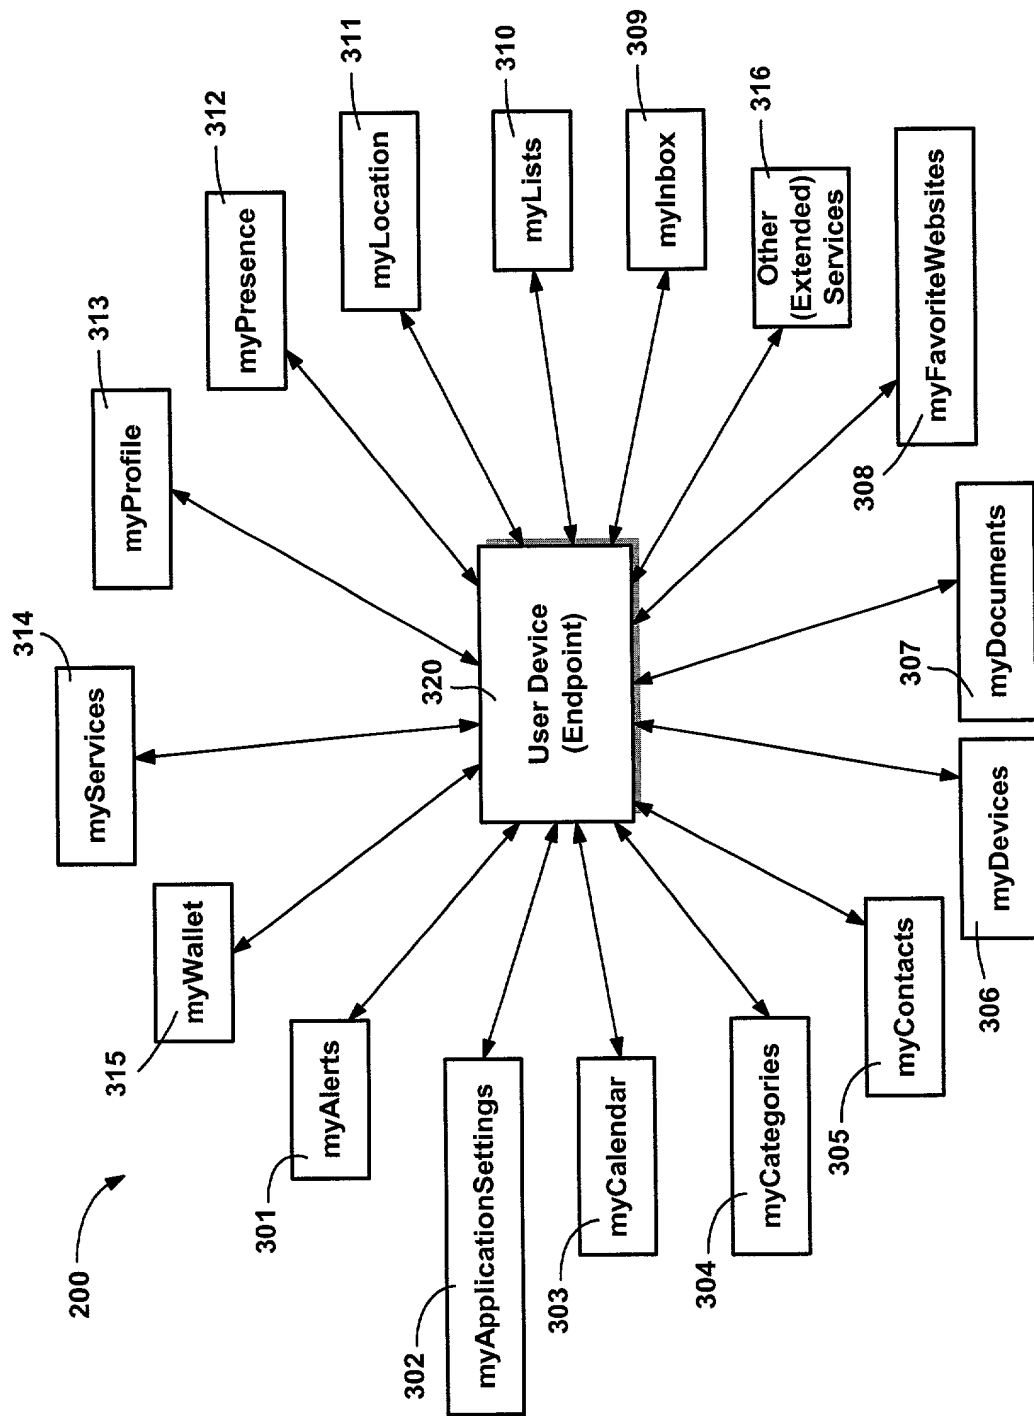 200
314
myServices
313
myProfile
312
myPresence
311
myLocation
310
myLists
309
myInbox
316
Other
(Extended)
Services
308
myFavoriteWebsites
307
myDocuments
306
myDevices
305
myContacts
304
myCategories
303
myCalendar
302
myApplicationSettings
301
myAlerts
315
myWallet
320
User Device
(Endpoint)